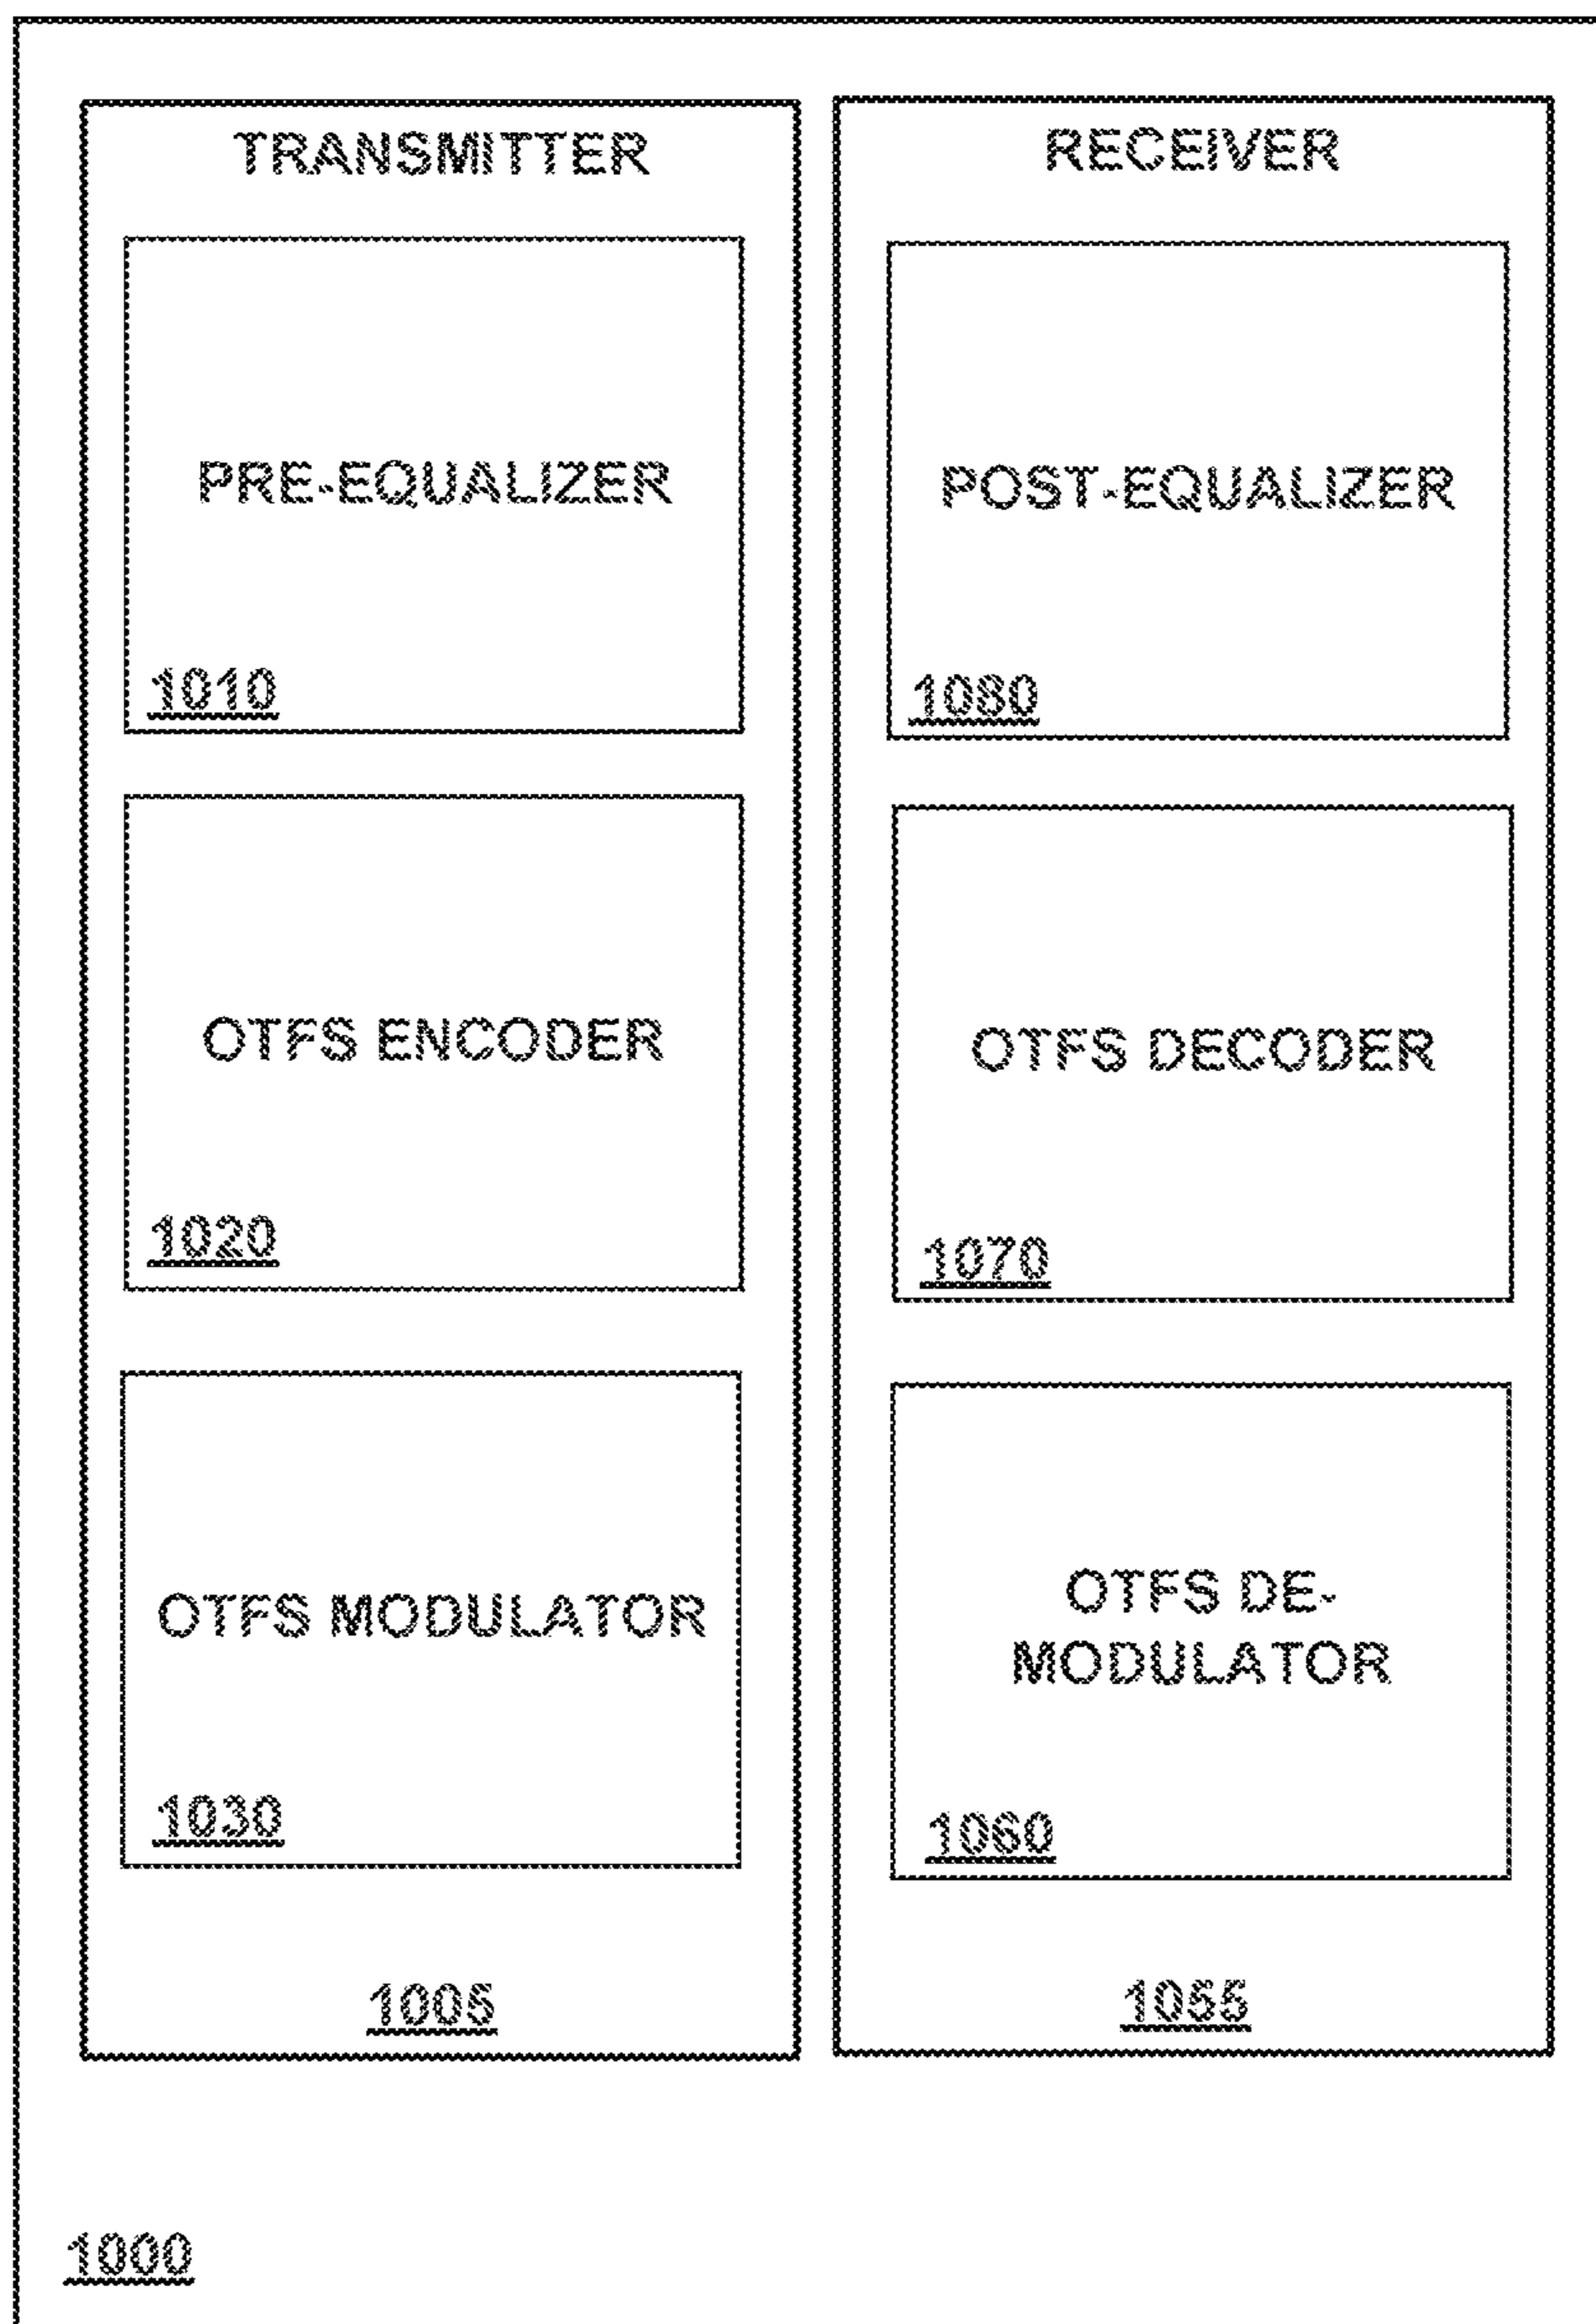 TRANSMITTER
PRE-EQUALIZER
1010
OTFS ENCODER
1020
OTFS MODULATOR
1030
1005
RECEIVER
POST-EQUALIZER
1080
OTFS DECODER
1070
OTFS DE-
MODULATOR
1060
1055
1000